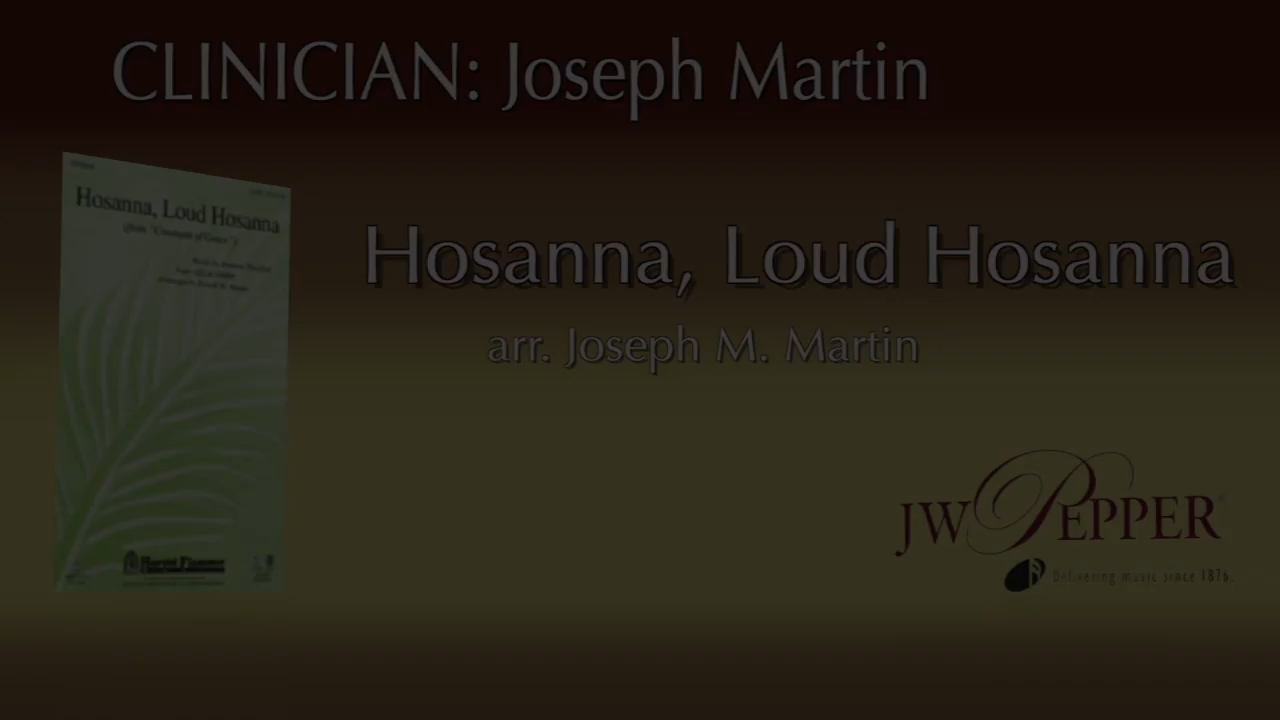 CLINICIAN: Joseph Martin
Hosanna, Loud Hosanna
Hosanna, Loud Hosanna
arr. Joseph M. Martin
JW PEPPER
Delivering music since 1876.